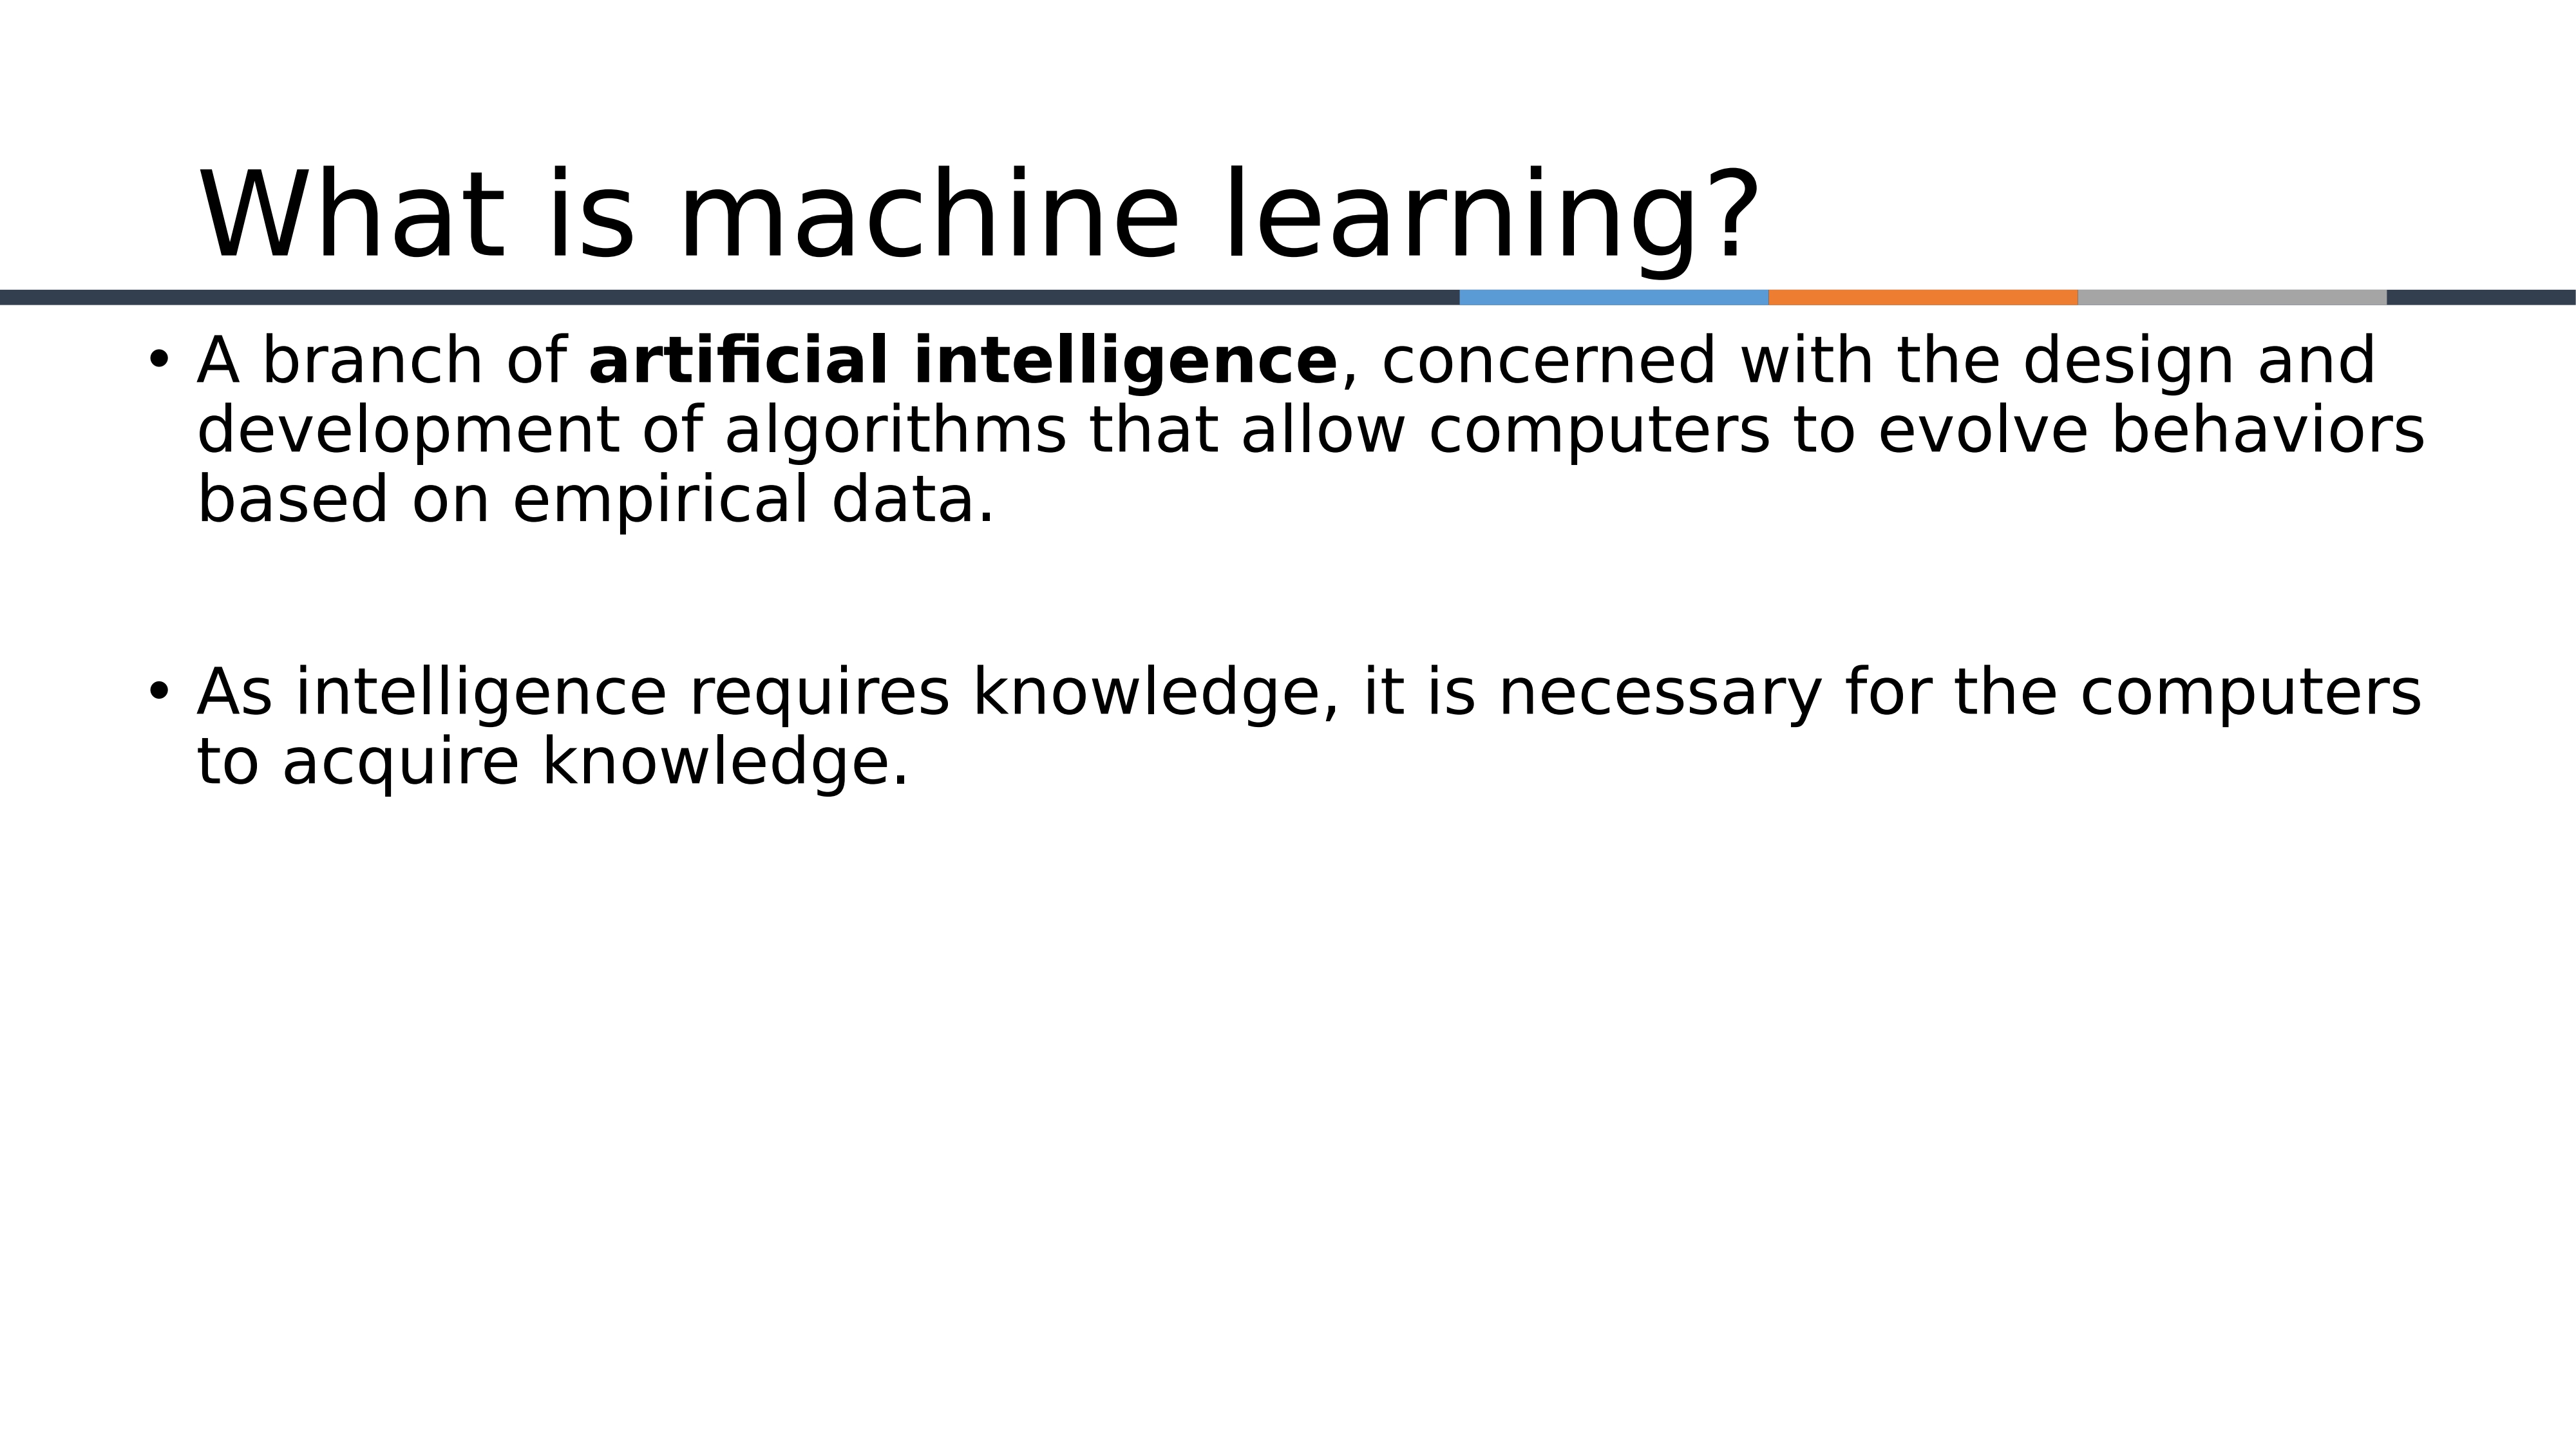 What is machine learning?
• A branch of artificial intelligence, concerned with the design and
development of algorithms that allow computers to evolve behaviors
based on empirical data.
• As intelligence requires knowledge, it is necessary for the computers
to acquire knowledge.